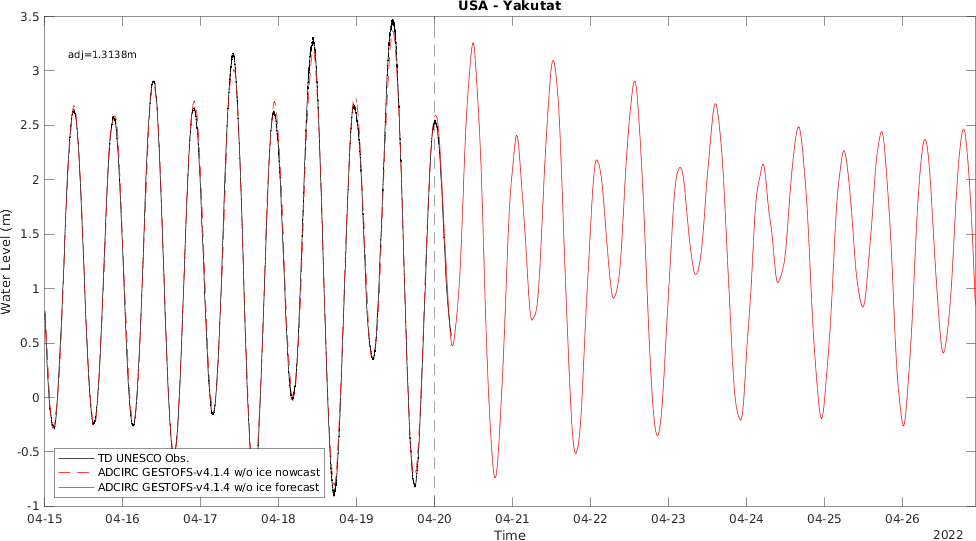 USA - Yakutat
3.5
adj=1.3138m
3
2.5
2
1.5
1
0.5
0
-0.5
-1
Water Level (m)
TD UNESCO Obs.
ADCIRC GESTOFS-v4.1.4 w/o ice nowcast
ADCIRC GESTOFS-v4.1.4 w/o ice forecast
04-15 04-16 04-17 04-18 04-19 04-20 04-21 04-22 04-23 04-24 04-25 04-26
Time
2022